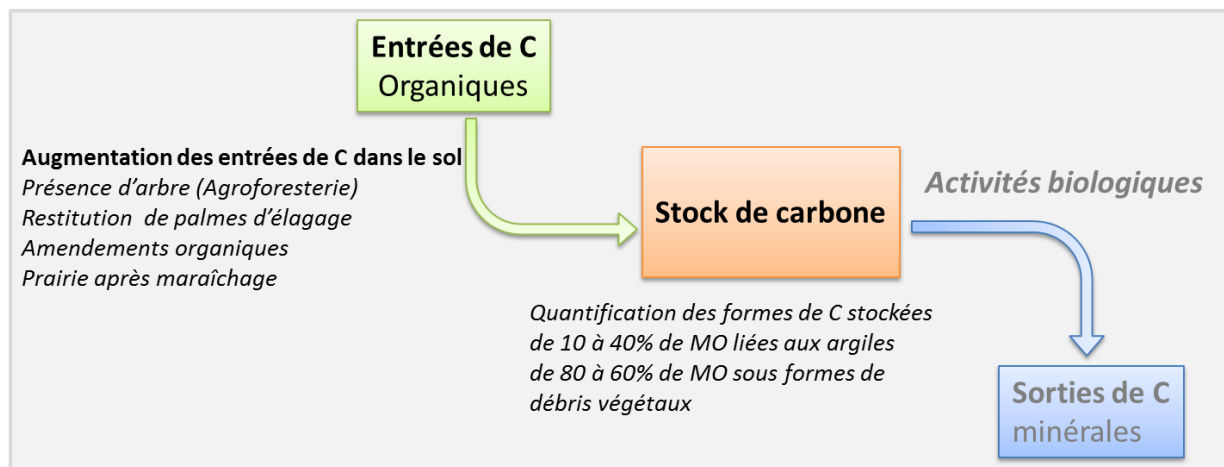 Entrées de C
Organiques
Augmentation des entrées de C dans le sol
Présence d'arbre (Agroforesterie)
Restitution de palmes d'élagage
Amendements organiques
Prairie après maraîchage
Stock de carbone
Activités biologiques
Quantification des formes de C stockées
de 10 à 40% de MO liées aux argiles
de 80 à 60% de MO sous formes de
débris végétaux
Sorties de C
minérales